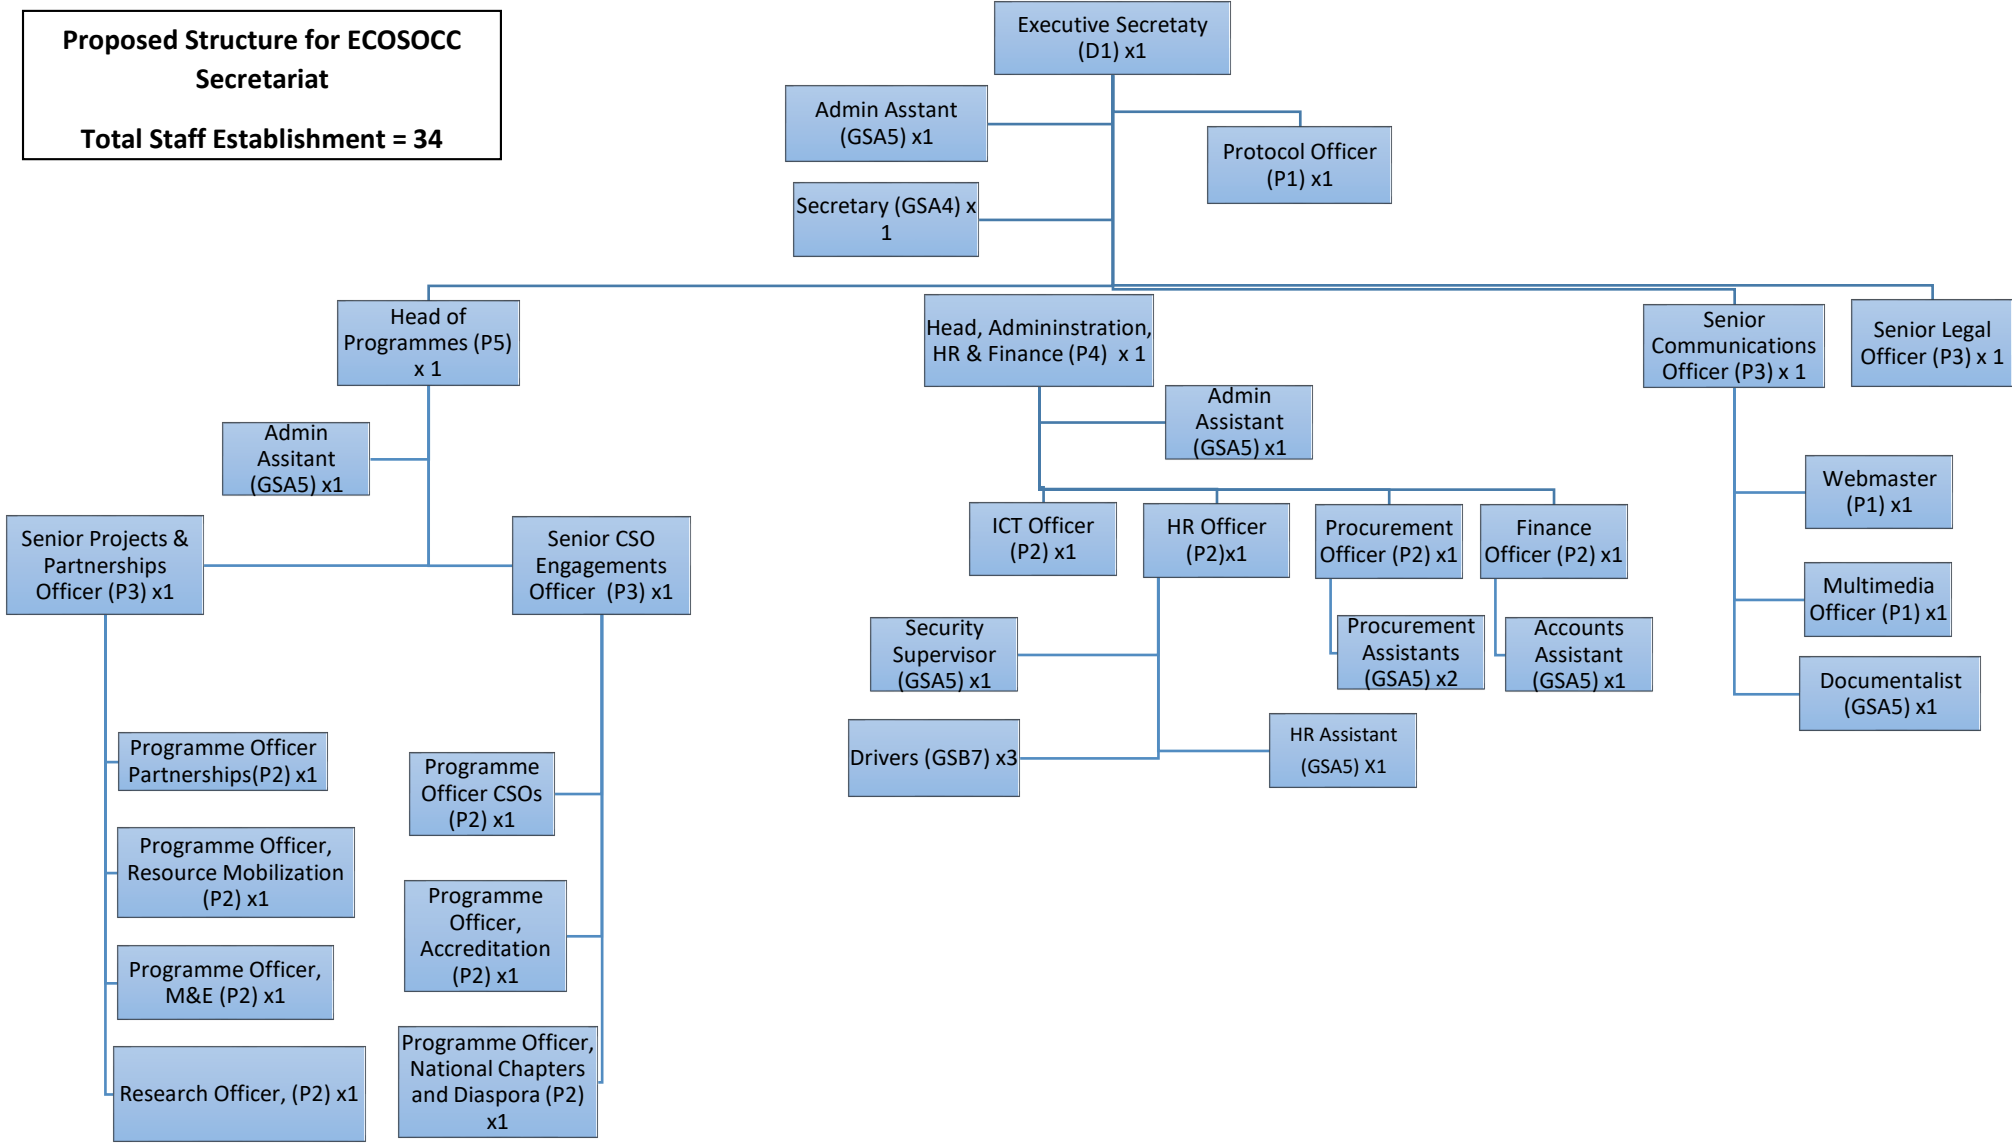 Proposed Structure for ECOSOCC
Secretariat
Total Staff Establishment = 34
Executive Secretaty
(D1) x1
Admin Asstant
(GSA5) x1
Protocol Officer
(P1) x1
Secretary (GSA4) x
1
Head of
Programmes (P5)
x 1
Head, Admininstration,
HR & Finance (P4) x 1
Senior
Communications
Officer (P3) x 1
Senior Legal
Officer (P3) x 1
Admin
Assitant
(GSA5) x1
Admin
Assistant
(GSA5) x1
Senior Projects &
Partnerships
Officer (P3) x1
Senior CSO
Engagements
Officer (P3) x1
ICT Officer
(P2) x1
HR Officer
(P2)x1
Procurement
Officer (P2) x1
Finance
Officer (P2) x1
Webmaster
(P1) x1
Multimedia
Officer (P1) x1
Documentalist
(GSA5) x1
Security
Supervisor
(GSA5) x1
Procurement
Assistants
(GSA5) x2
Accounts
Assistant
(GSA5) x1
Drivers (GSB7) x3
HR Assistant
(GSA5) X1
Programme Officer
Partnerships(P2) x1
Programme Officer,
Resource Mobilization
(P2) x1
Programme Officer,
M&E (P2) x1
Research Officer, (P2) x1
Programme
Officer CSOs
(P2) x1
Programme
Officer,
Accreditation
(P2) x1
Programme Officer,
National Chapters
and Diaspora (P2)
x1